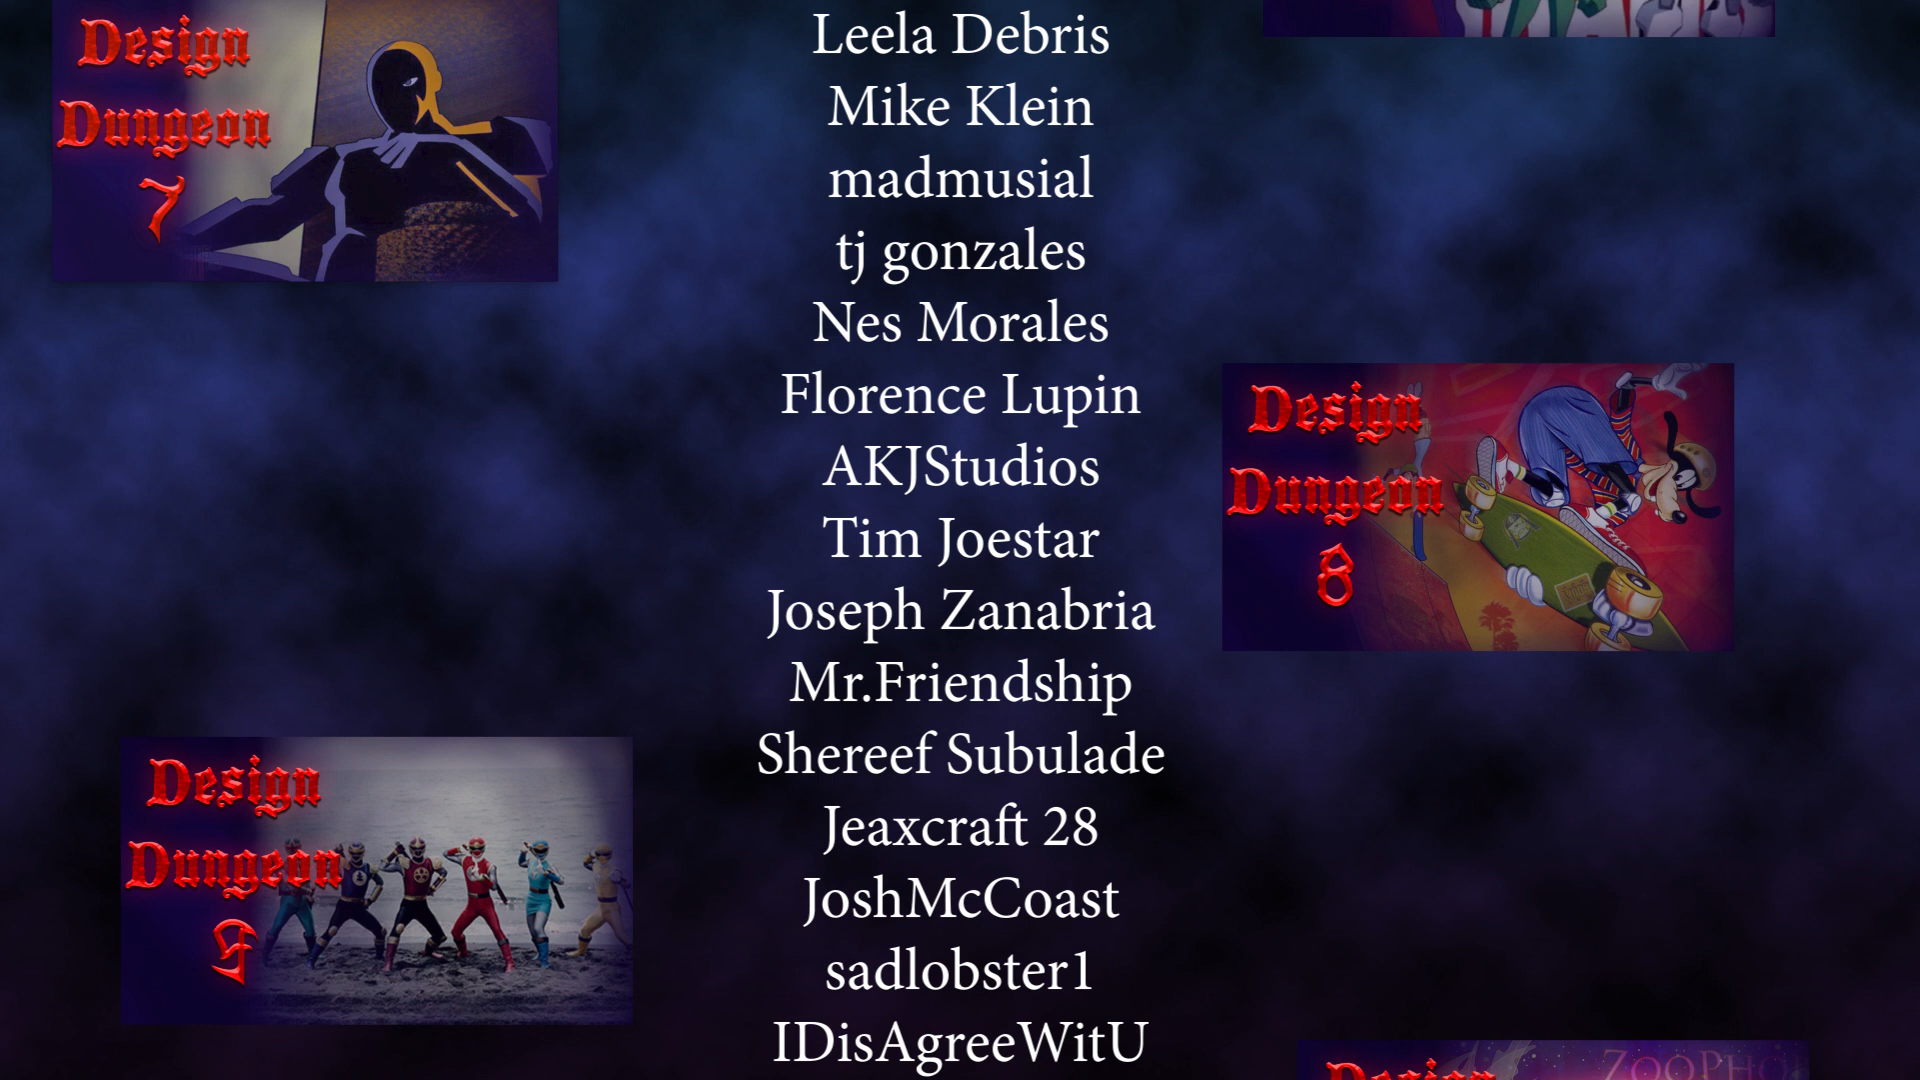 Design
Dungeon
7
Leela Debris
Mike Klein
madmusial
tj gonzales
Nes Morales
Florence Lupin
AKJStudios
Tim Joestar
Joseph Zanabria
Mr.Friendship
Shereef Subulade
Jeaxcraft 28
JoshMcCoast
sadlobster1
IDisAgreeWitU
Design
Dungeon
8
Design
Dungeon
9
Design